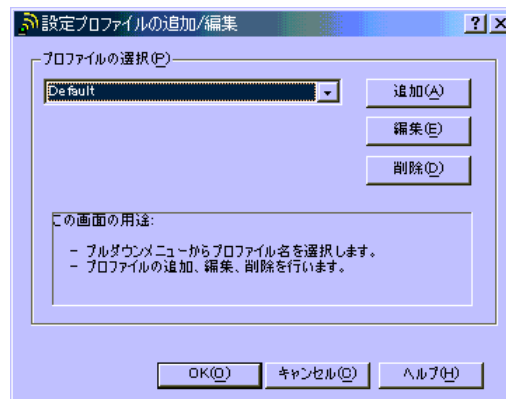 設定プロファイルの追加/編集
プロファイルの選択(P)
Default
追加(A)
編集(E)
削除(D)
この画面の用途:
- プルダウンメニューからプロファイル名を選択します。
- プロファイルの追加、編集、削除を行います。
OK(O)
キャンセル(C)
ヘルプ(H)